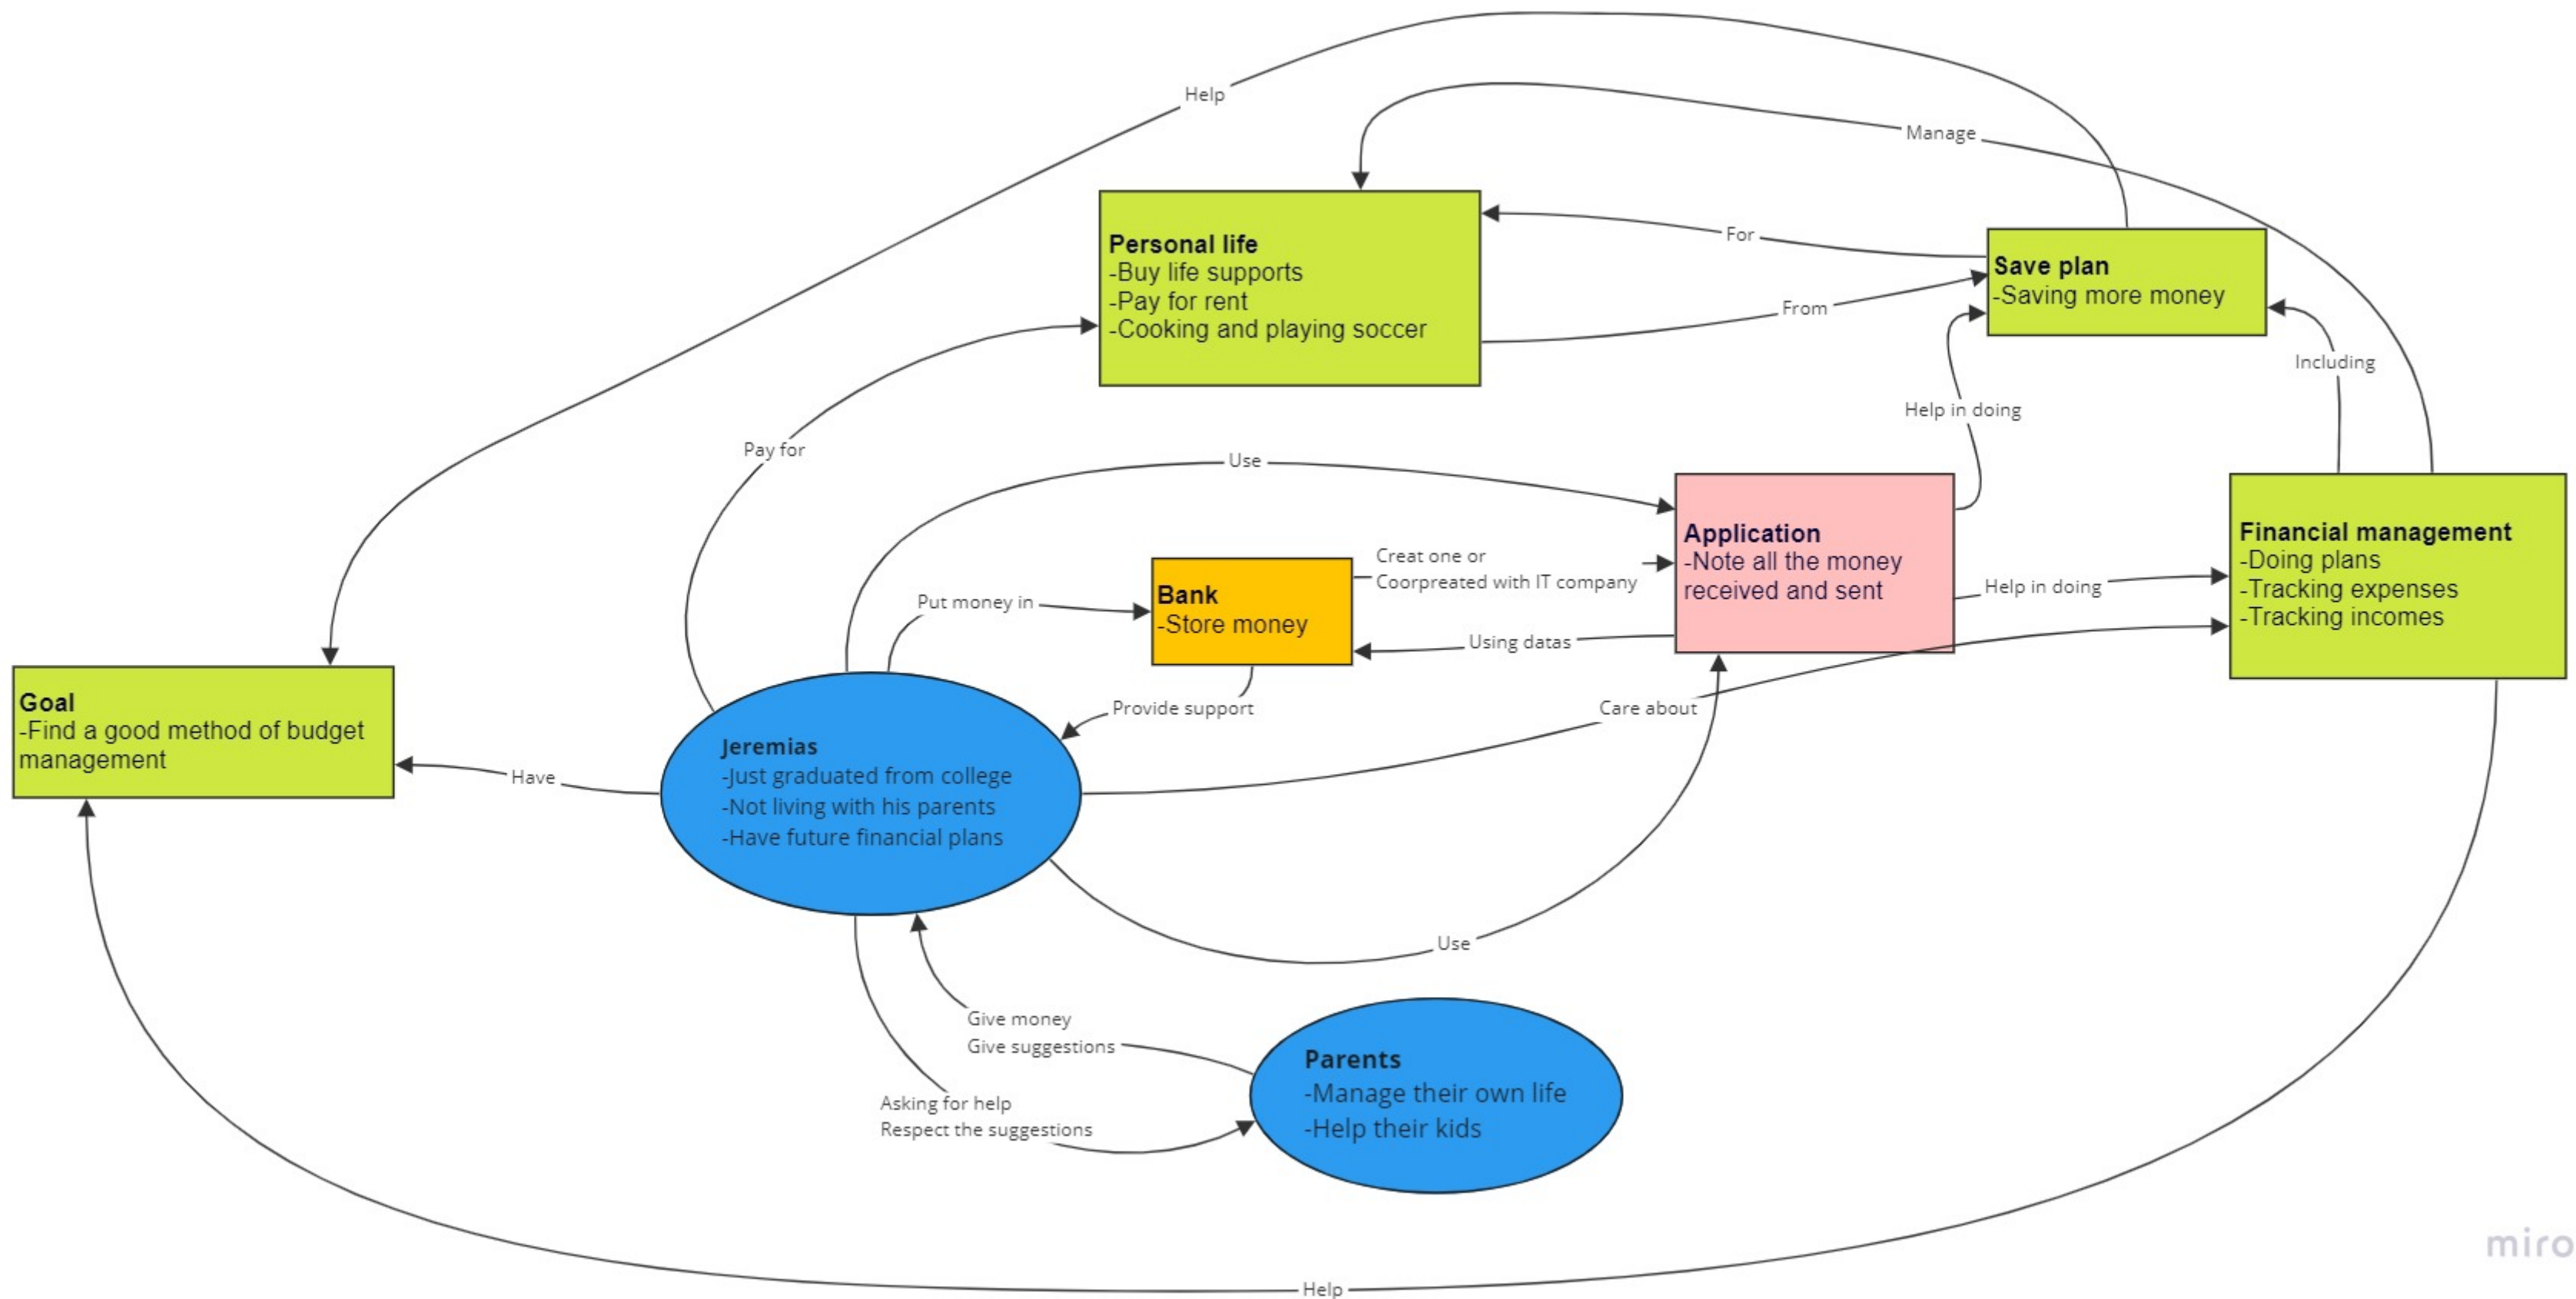 Help
Manage
Personal life
-Buy life supports
-Pay for rent
-Cooking and playing soccer
For
From
Save plan
-Saving more money
Including
Help in doing
Pay for
Use
Application
-Note all the money
received and sent
Financial management
-Doing plans
-Tracking expenses
-Tracking incomes
Creat one or
Coorpreated with IT company
Help in doing
Put money in
Bank
-Store money
Using datas
Provide support
Care about
Goal
-Find a good method of budget
management
Have
Jeremias
-Just graduated from college
-Not living with his parents
-Have future financial plans
Use
Give money
Give suggestions
Parents
-Manage their own life
-Help their kids
Asking for help
Respect the suggestions
Help
miro